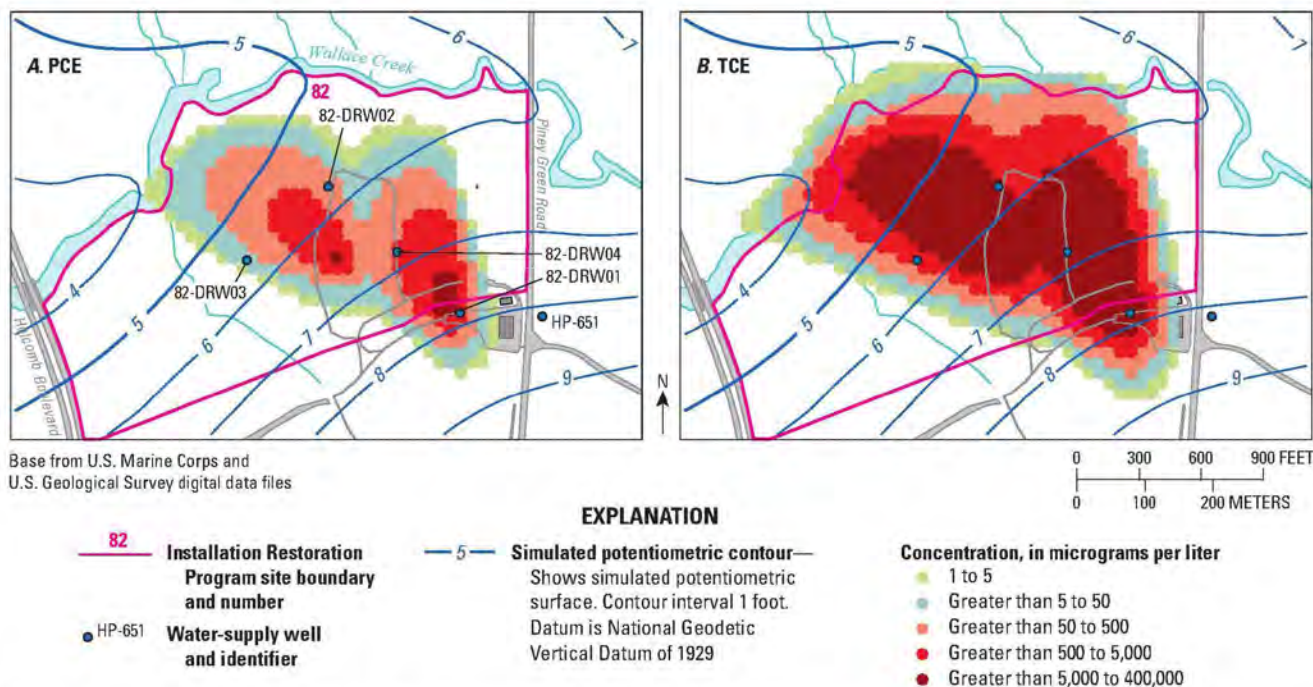 A. PCE
5
Wallace Creek
82
82-DRW02
6
7
Piney Green Road
82-DRW04
82-DRW01
82-DRW03
HP-651
4
5
6
7
8
9
Holcomb Boulevard
N
B. TCE
5
6
7
4
5
6
7
8
9
Base from U.S. Marine Corps and
U.S. Geological Survey digital data files
0 300 600 900 FEET
0 100 200 METERS
EXPLANATION
82
Installation Restoration
Program site boundary
and number
HP-651
Water-supply well
and identifier
5
Simulated potentiometric contour—
Shows simulated potentiometric
surface. Contour interval 1 foot.
Datum is National Geodetic
Vertical Datum of 1929
Concentration, in micrograms per liter
1 to 5
Greater than 5 to 50
Greater than 50 to 500
Greater than 500 to 5,000
Greater than 5,000 to 400,000